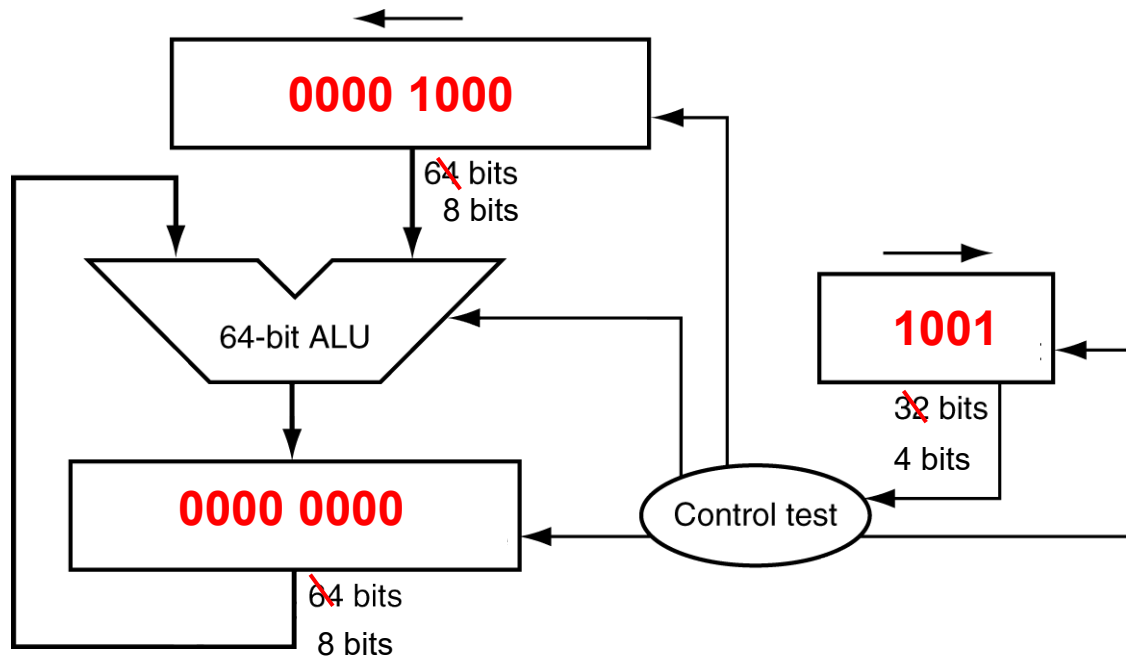 0000 1000
64 bits
8 bits
64-bit ALU
1001
32 bits
4 bits
0000 0000
Control test
64 bits
8 bits